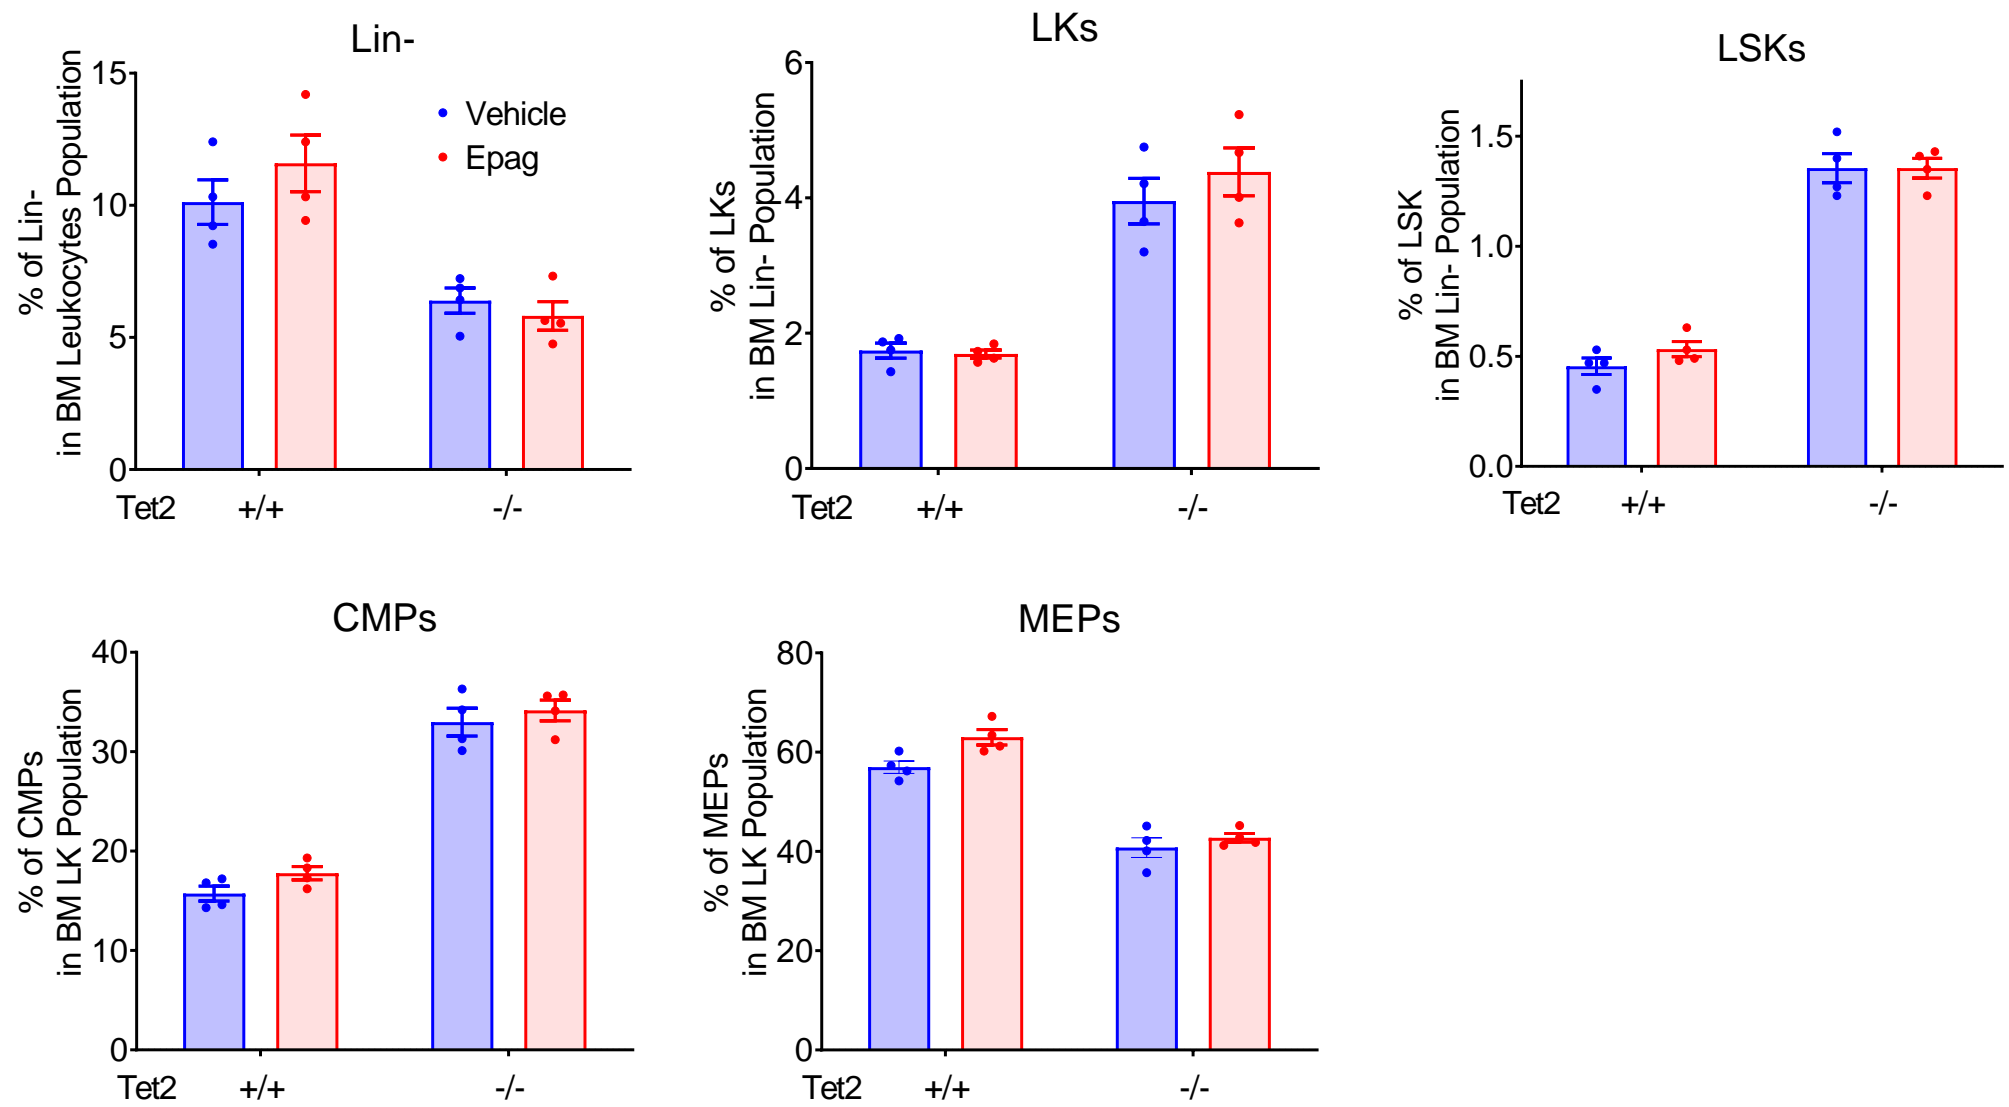 Lin-
% of Lin-
in BM Leukocytes Population
15
10
5
0
Vehicle
Epag
Tet2 +/+ -/-
LKs
% of LKs
in BM Lin- Population
6
4
2
0
Tet2 +/+ -/-
LSKs
% of LSK
in BM Lin- Population
1.5
1.0
0.5
0.0
Tet2 +/+ -/-
CMPs
% of CMPs
in BM LK Population
40
30
20
10
0
Tet2 +/+ -/-
MEPs
% of MEPs
in BM LK Population
80
60
40
20
0
Tet2 +/+ -/-